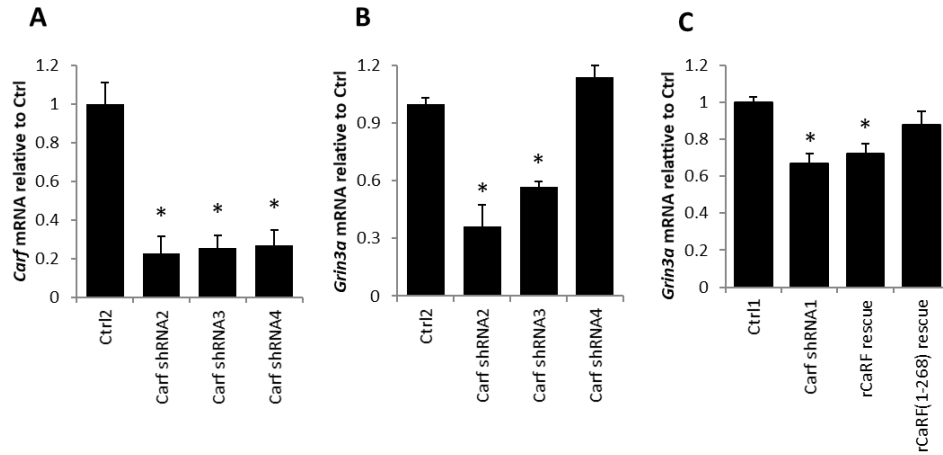 A
Carf mRNA relative to Ctrl
1.2
1
0.8
0.6
0.4
0.2
0
*
*
*
Ctrl2
Carf shRNA2
Carf shRNA3
Carf shRNA4
B
Grin3a mRNA relative to Ctrl
1.2
0.9
0.6
0.3
0
*
*
Ctrl2
Carf shRNA2
Carf shRNA3
Carf shRNA4
C
Grin3a mRNA relattive to Ctrl
1.2
1
0.8
0.6
0.4
0.2
0
*
*
Ctrl1
Carf shRNA1
rCaRF rescue
rCaRF(1-268) rescue